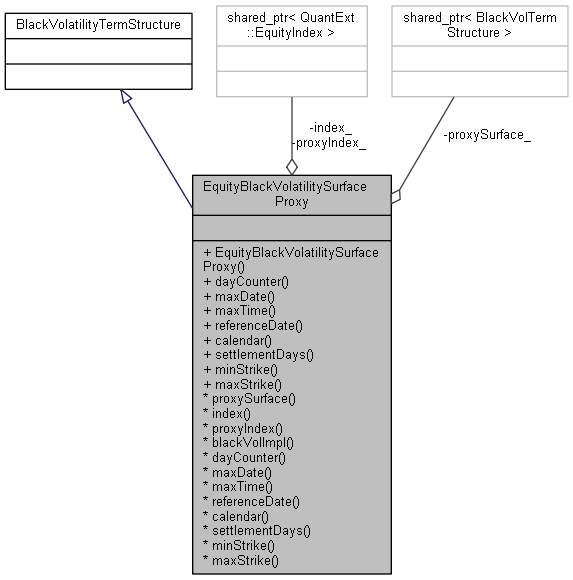 BlackVolatilityTermStructure
shared_ptr< QuantExt
::EquityIndex >
shared_ptr< BlackVolTerm
Structure >
-index_
-proxyIndex_
-proxySurface_
EquityBlackVolatilitySurface
Proxy
+ EquityBlackVolatilitySurface
Proxy()
+ dayCounter()
+ maxDate()
+ maxTime()
+ referenceDate()
+ calendar()
+ settlementDays()
+ minStrike()
+ maxStrike()
* proxySurface()
* index()
* proxyIndex()
* blackVolImpl()
* dayCounter()
* maxDate()
* maxTime()
* referenceDate()
* calendar()
* settlementDays()
* minStrike()
* maxStrike()